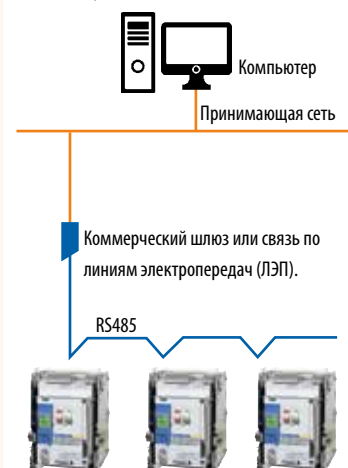 Компьютер
Принимающая сеть
Коммерческий шлюз или связь по
линиям электропередач (ЛЭП).
RS485